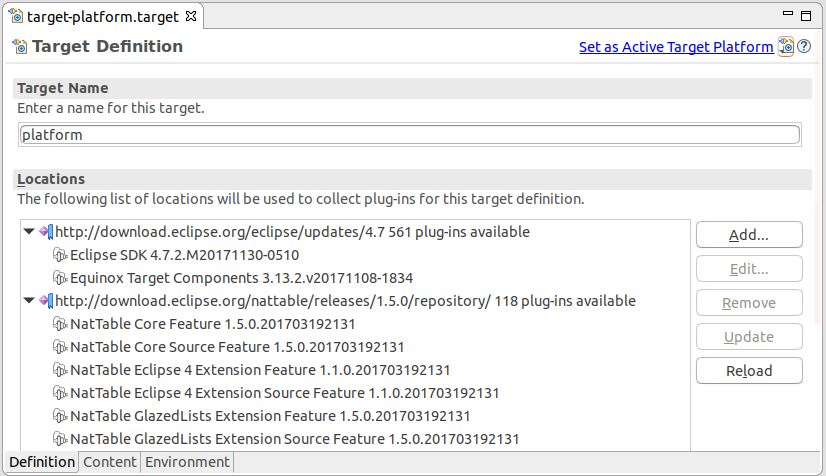 target-platform.target
Target Definition
Set as Active Target Platform
Target Name
Enter a name for this target.
platform
Locations
The following list of locations will be used to collect plug-ins for this target definition.
http://download.eclipse.org/eclipse/updates/4.7 561 plug-ins available
Eclipse SDK 4.7.2.M20171130-0510
Equinox Target Components 3.13.2.v20171108-1834
http://download.eclipse.org/nattable/releases/1.5.0/repository/ 118 plug-ins available
NatTable Core Feature 1.5.0.201703192131
NatTable Core Source Feature 1.5.0.201703192131
NatTable Eclipse 4 Extension Feature 1.1.0.201703192131
NatTable Eclipse 4 Extension Source Feature 1.1.0.201703192131
NatTable GlazedLists Extension Feature 1.5.0.201703192131
NatTable GlazedLists Extension Source Feature 1.5.0.201703192131
Add...
Edit...
Remove
Update
Reload
Definition Content Environment